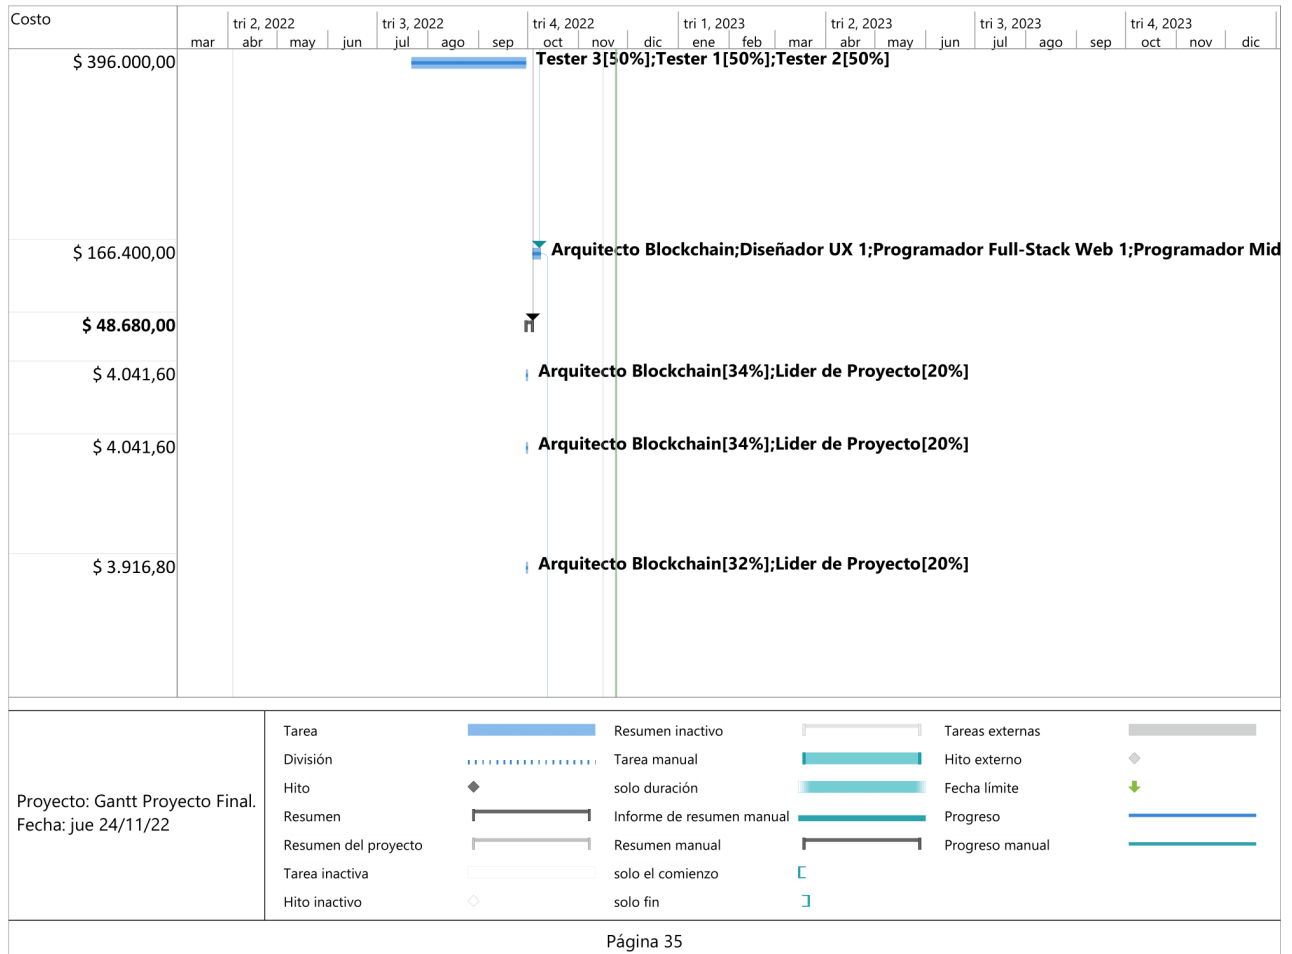 Costo
tri 2, 2022 tri 3, 2022 tri 4, 2022 tri 1, 2023 tri 2, 2023 tri 3, 2023 tri 4, 2023
mar abr may jun jul ago sep oct nov dic ene feb mar abr may jun jul ago sep oct nov dic
$ 396.000,00 Tester 3[50%];Tester 1[50%];Tester 2[50%]
$ 166.400,00 Arquitecto Blockchain;Diseñador UX 1;Programador Full-Stack Web 1;Programador Mid
$ 48.680,00
$ 4.041,60 Arquitecto Blockchain[34%];Lider de Proyecto[20%]
$ 4.041,60 Arquitecto Blockchain[34%];Lider de Proyecto[20%]
$ 3.916,80 Arquitecto Blockchain[32%];Lider de Proyecto[20%]
Proyecto: Gantt Proyecto Final.
Fecha: jue 24/11/22
Tarea
División
Hito
Resumen
Resumen del proyecto
Tarea inactiva
Hito inactivo
Resumen inactivo
Tarea manual
solo duración
Informe de resumen manual
Resumen manual
solo el comienzo
solo fin
Tareas externas
Hito externo
Fecha límite
Progreso
Progreso manual
Página 35